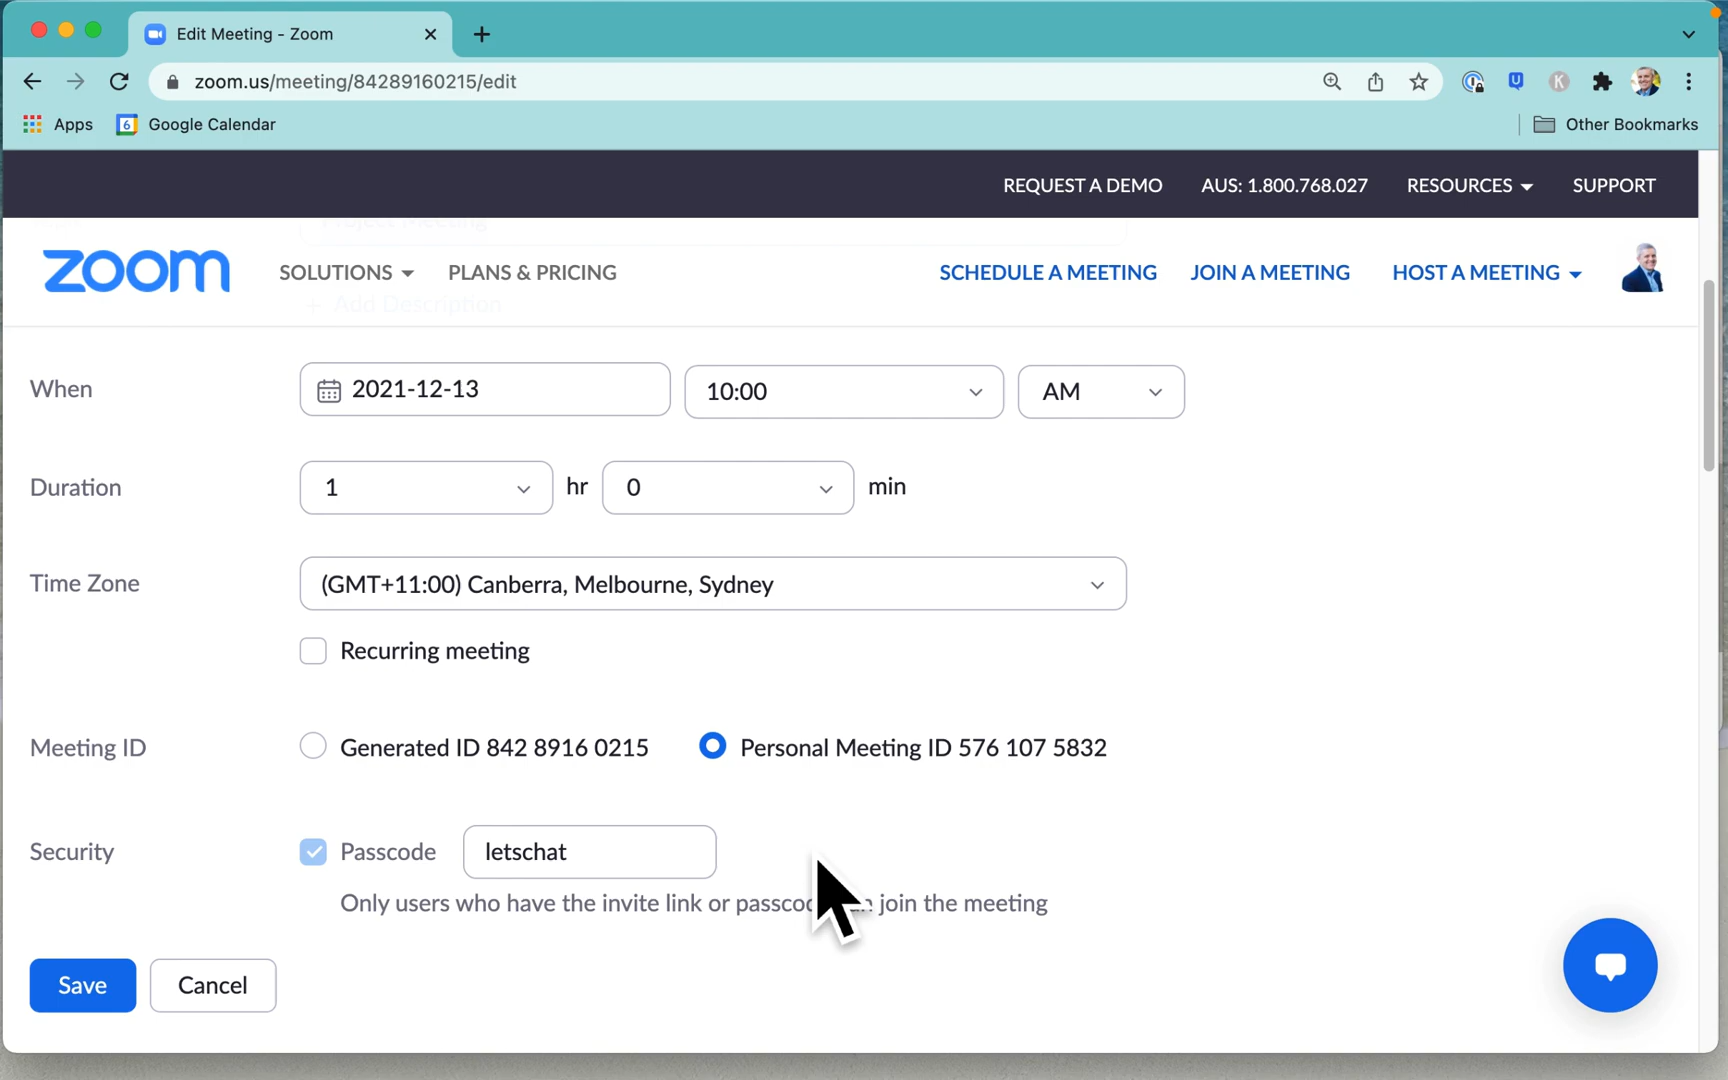 Edit Meeting - Zoom
zoom.us/meeting/84289160215/edit
K
Apps
6
Google Calendar
Other Bookmarks
REQUEST A DEMO
AUS: 1.800.768.027
RESOURCES
SUPPORT
zoom
SOLUTIONS
PLANS & PRICING
SCHEDULE A MEETING
JOIN A MEETING
HOST A MEETING
+ Add Description
When
2021-12-13
10:00
AM
Duration
1
hr
0
min
Time Zone
(GMT+11:00) Canberra, Melbourne, Sydney
Recurring meeting
Meeting ID
Generated ID 842 8916 0215
Personal Meeting ID 576 107 5832
Security
Passcode
letschat
Only users who have the invite link or join the meeting
Save
Cancel